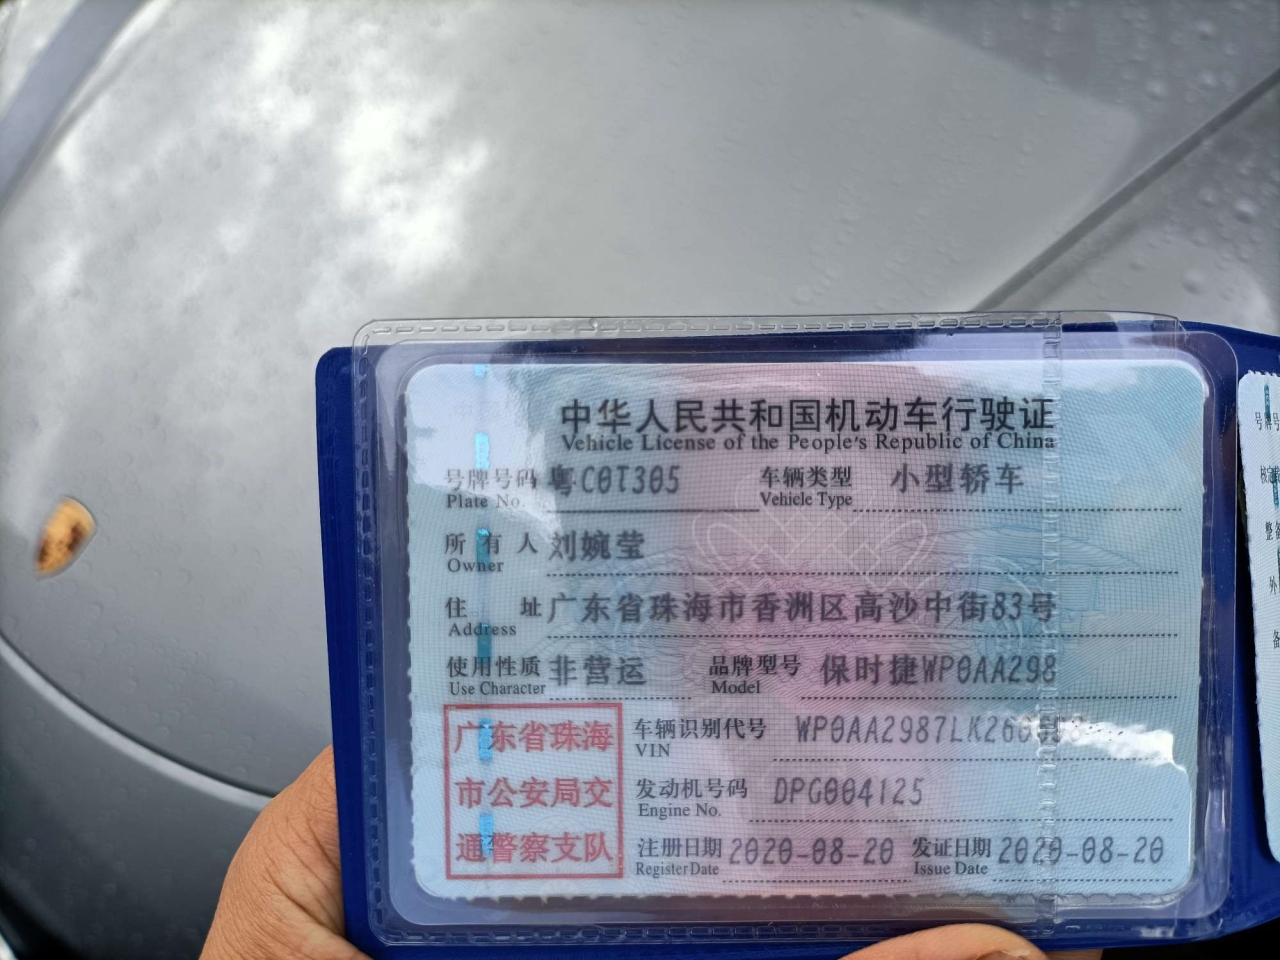 中华人民共和国机动车行驶证
Vehicle License of the People's Republic of China
号牌号码 粤C0T305 车辆类型 小型轿车
Plate No. Vehicle Type
所有人 刘婉莹
Owner
住址 广东省珠海市香洲区高沙中街83号
Address
使用性质 非营运 品牌型号 保时捷WP0AA298
Use Character Model
广东省珠海
市公安局交
通警察支队
车辆识别代号
VIN
发动机号码 DPG004125
Engine No.
注册日期 2020-08-20 发证日期 2020-08-20
Register Date Issue Date